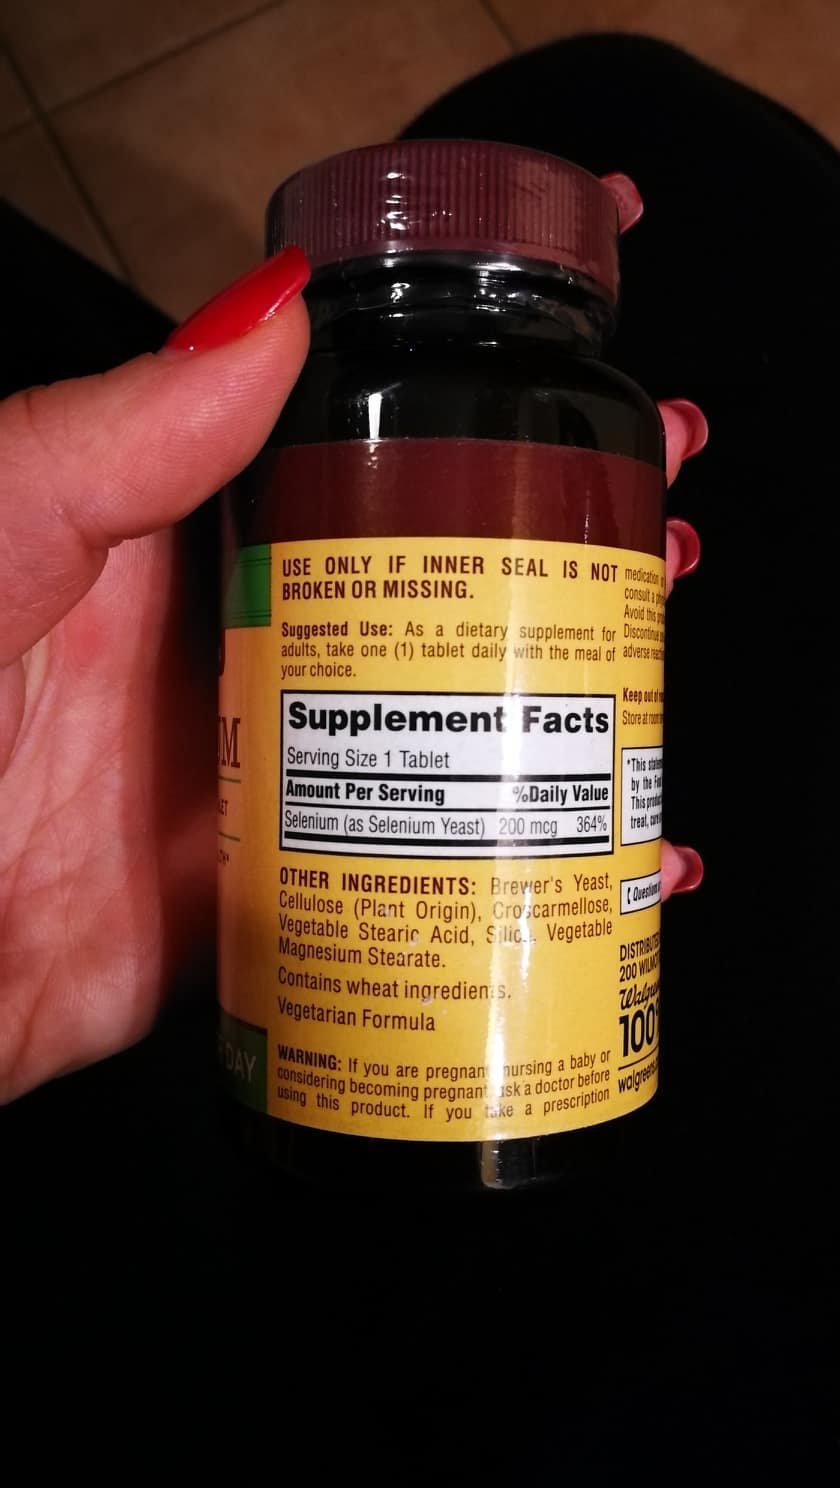 USE ONLY IF INNER SEAL IS NOT
BROKEN OR MISSING.
Suggested Use: As a dietary supplement for
adults, take one (1) tablet daily with the meal of
your choice.
Supplement Facts
Serving Size 1 Tablet
Amount Per Serving %Daily Value
Selenium (as Selenium Yeast) 200 mcg 364%
OTHER INGREDIENTS: Brewer's Yeast,
Cellulose (Plant Origin), Croscarmellose,
Vegetable Stearic Acid, Silica, Vegetable
Magnesium Stearate.
Contains wheat ingredients.
Vegetarian Formula
WARNING: If you are pregnant, nursing a baby or
considering becoming pregnant, ask a doctor before
using this product. If you take a prescription
medication
consult a
Avoid this
Discontinue
adverse
Keep out of
Store at room
*This
by the
This
treat, cure
DISTRIBUTED
200
100%
DAY